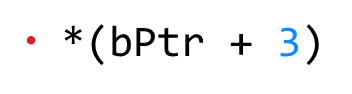 • *(bPtr + 3)